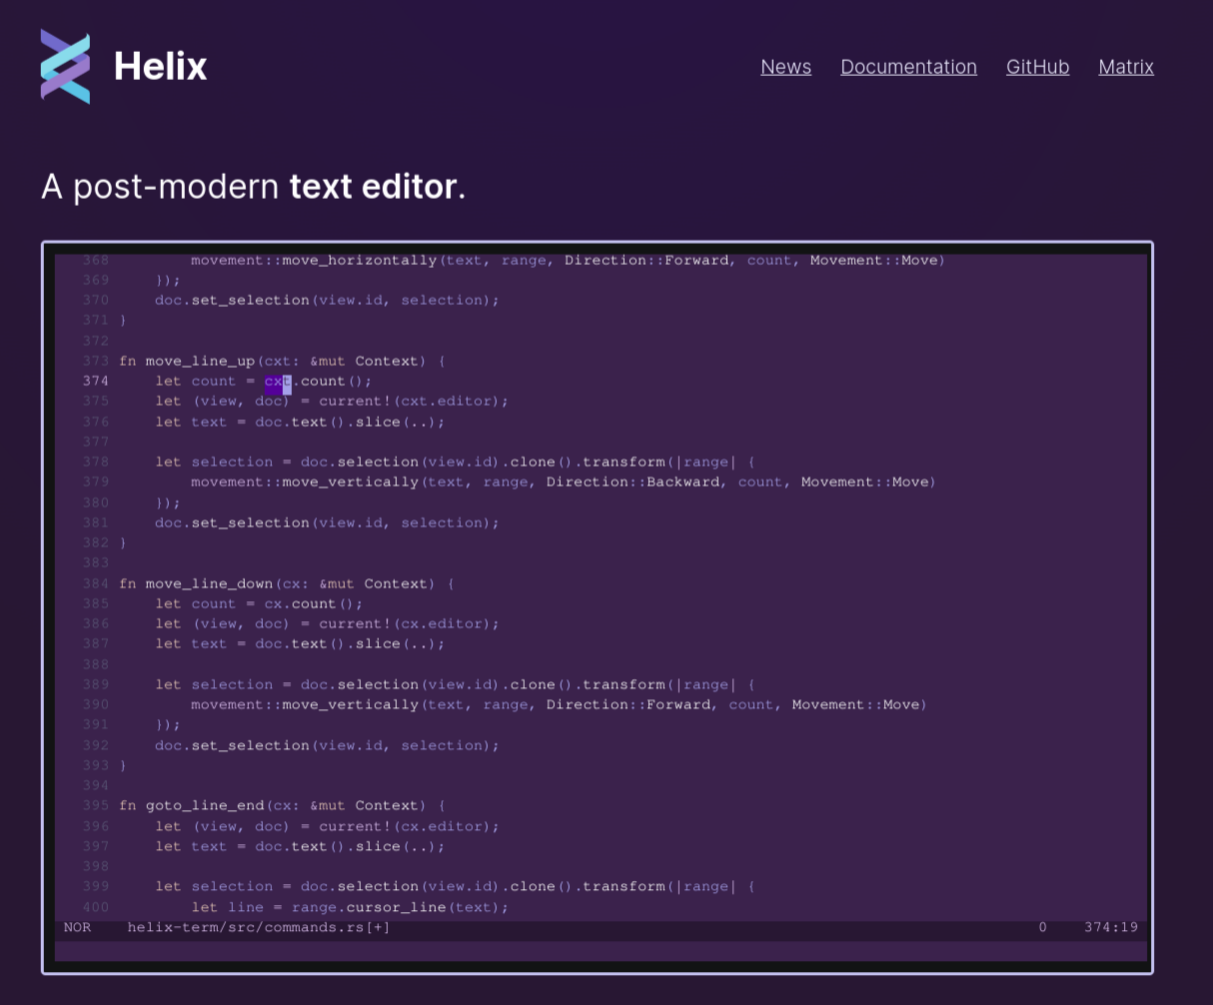 Helix
News Documentation GitHub Matrix
A post-modern text editor.
368         movement::move_horizontally(text, range, Direction::Forward, count, Movement::Move)
369     });
370     doc.set_selection(view.id, selection);
371 }
372
373 fn move_line_up(cxt: &mut Context) {
374     let count = cxt.count();
375     let (view, doc) = current!(cxt.editor);
376     let text = doc.text().slice(..);
377
378     let selection = doc.selection(view.id).clone().transform(|range| {
379         movement::move_vertically(text, range, Direction::Backward, count, Movement::Move)
380     });
381     doc.set_selection(view.id, selection);
382 }
383
384 fn move_line_down(cx: &mut Context) {
385     let count = cx.count();
386     let (view, doc) = current!(cx.editor);
387     let text = doc.text().slice(..);
388
389     let selection = doc.selection(view.id).clone().transform(|range| {
390         movement::move_vertically(text, range, Direction::Forward, count, Movement::Move)
391     });
392     doc.set_selection(view.id, selection);
393 }
394
395 fn goto_line_end(cx: &mut Context) {
396     let (view, doc) = current!(cx.editor);
397     let text = doc.text().slice(..);
398
399     let selection = doc.selection(view.id).clone().transform(|range| {
400         let line = range.cursor_line(text);
NOR    helix-term/src/commands.rs[+]    0    374:19